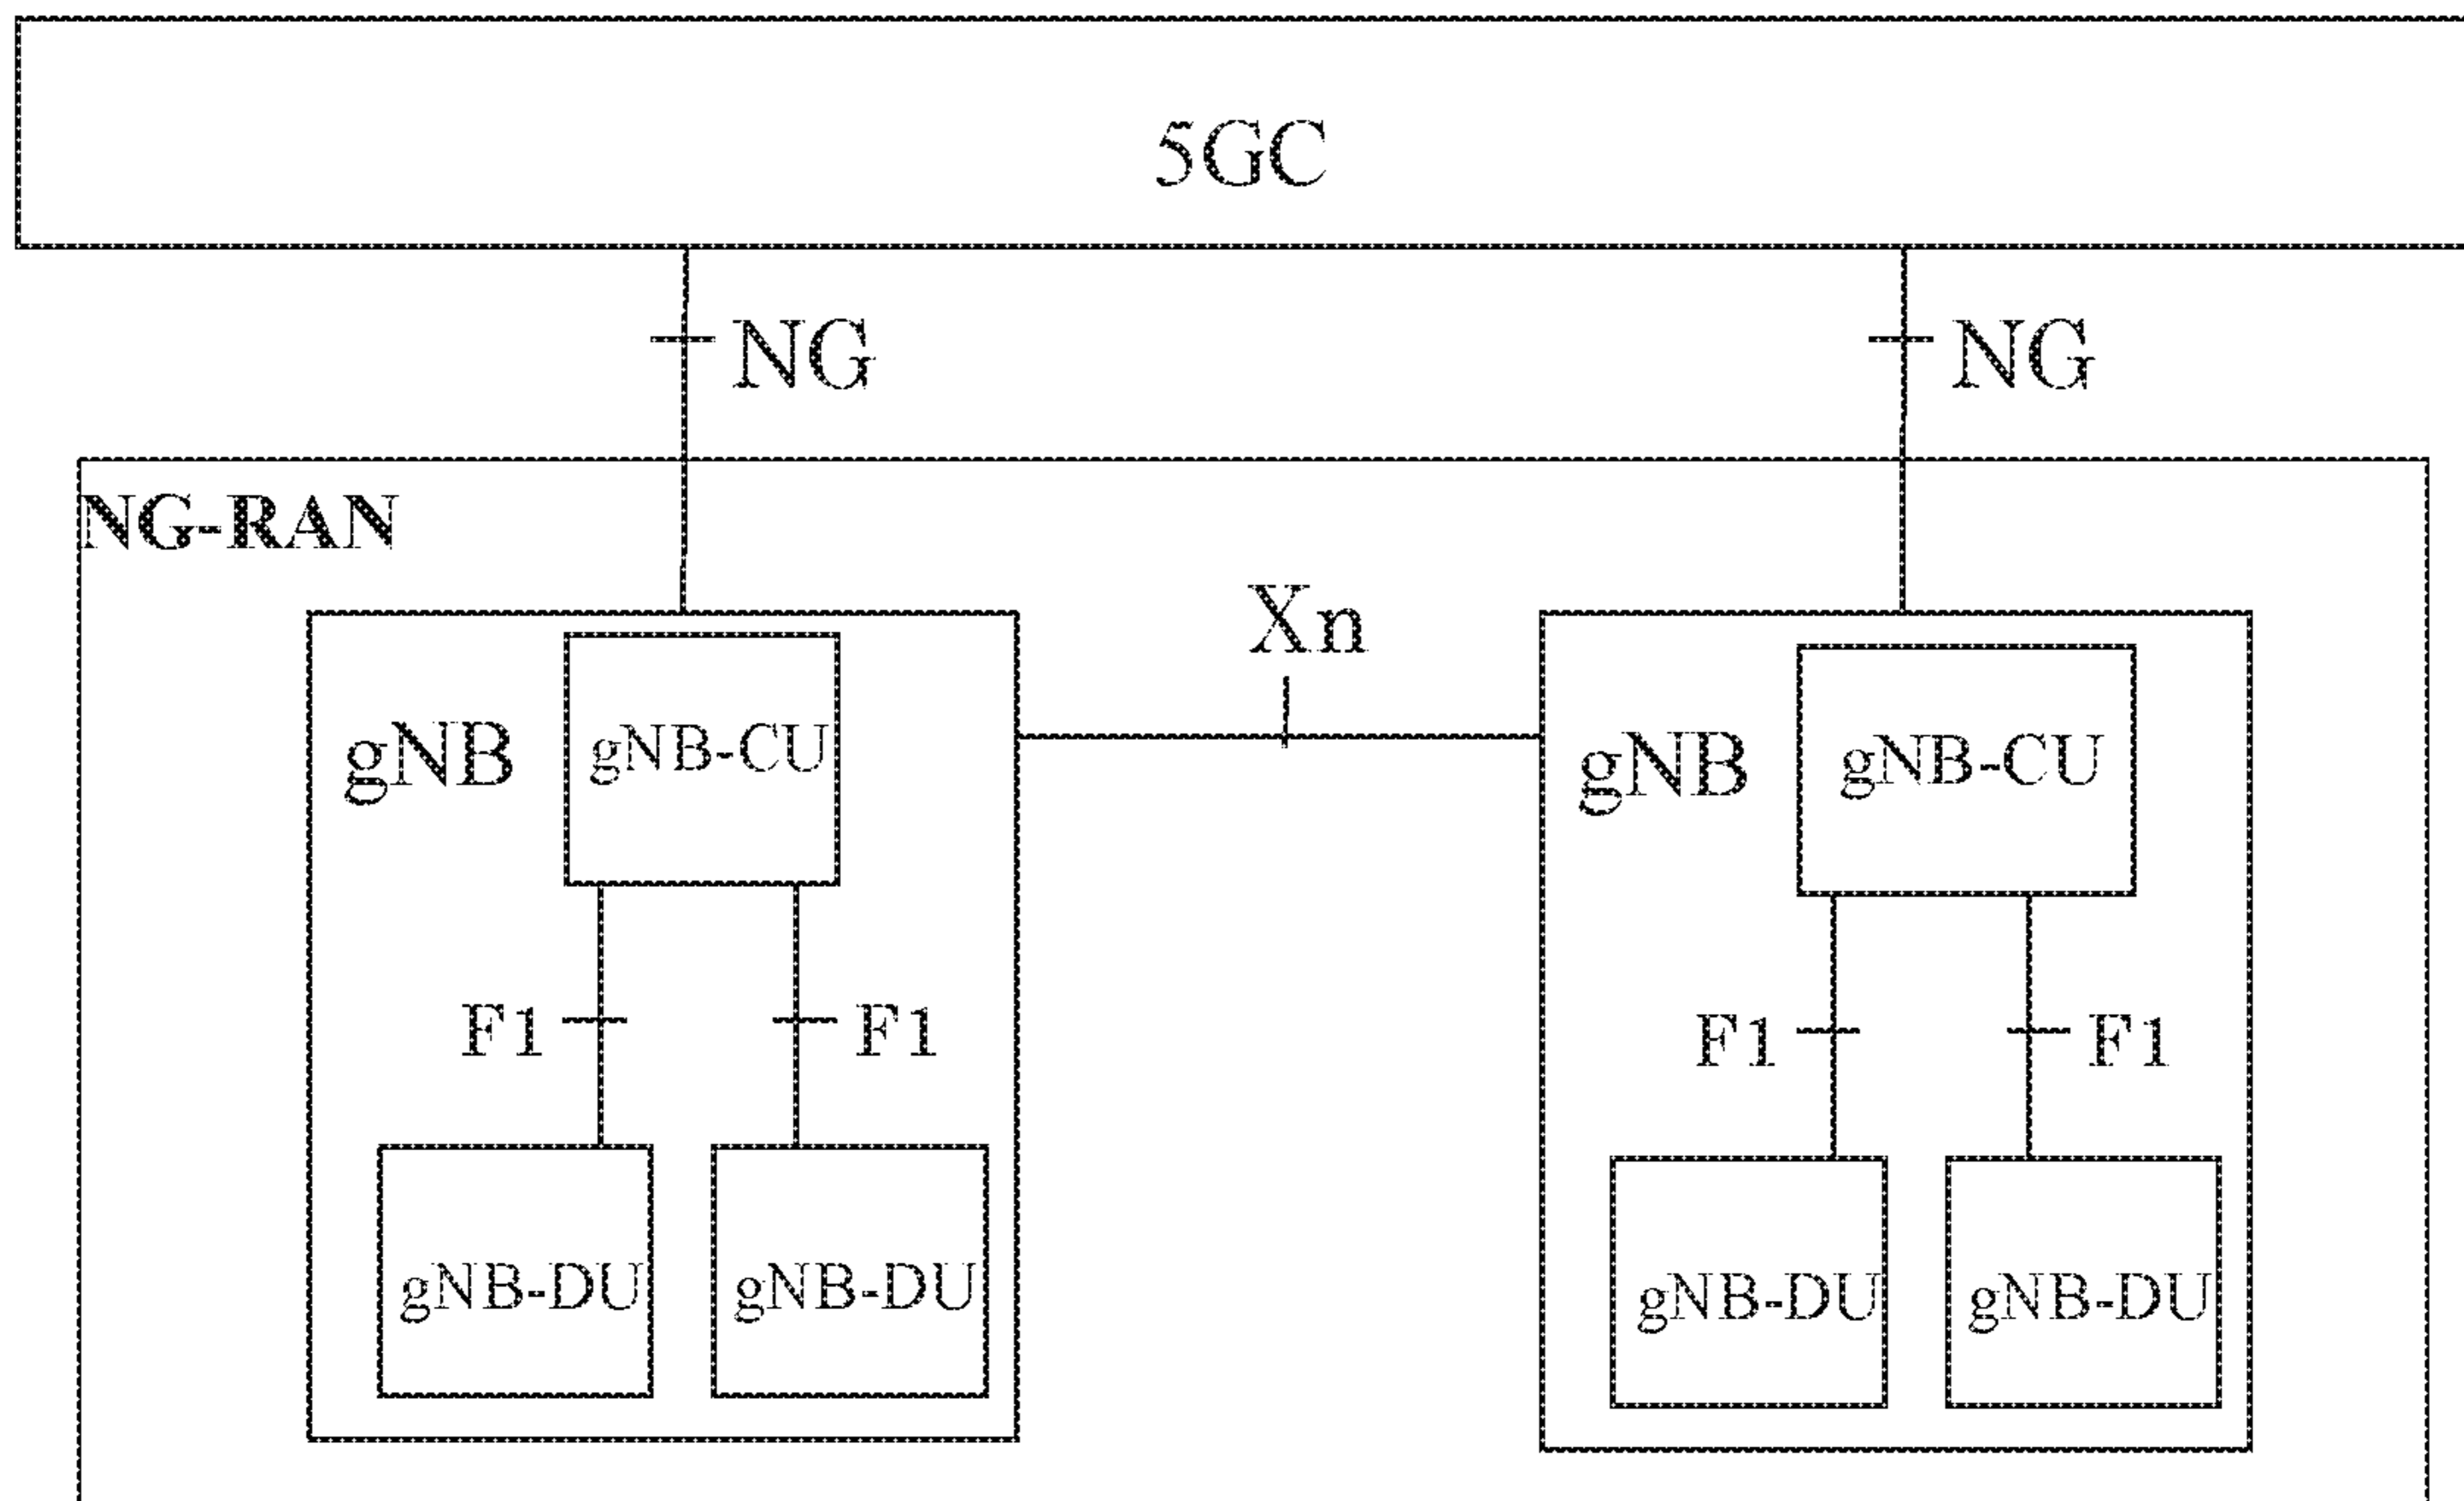 5GC
NG NG
NG-RAN
Xn
gNB gNB-CU gNB gNB-CU
F1 F1 F1 F1
gNB-DU gNB-DU gNB-DU gNB-DU